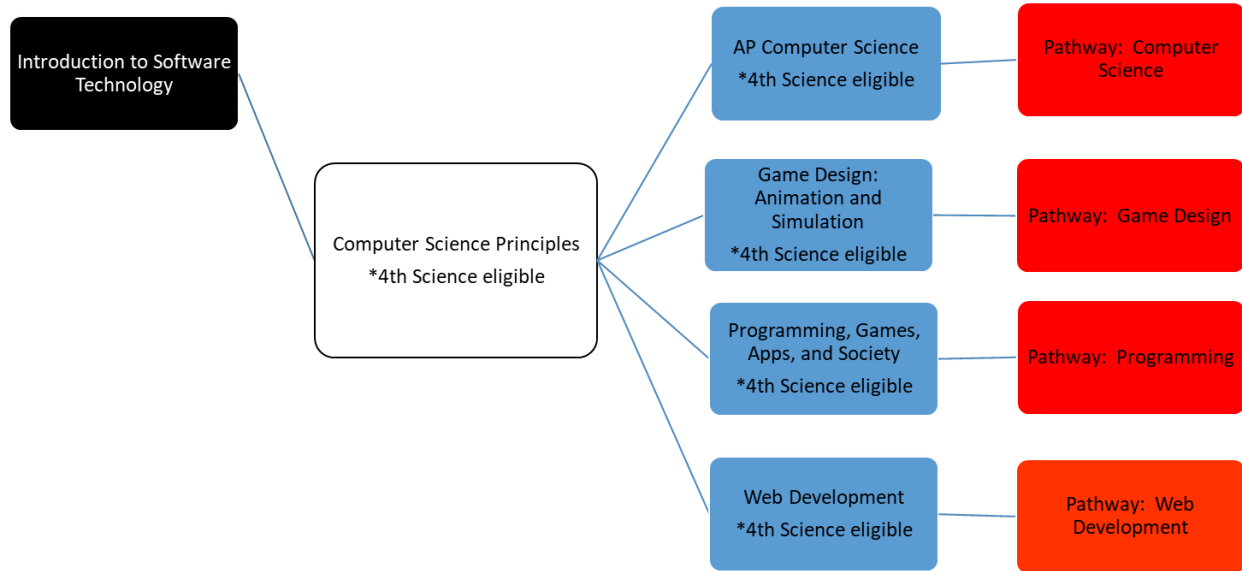 Introduction to Software
Technology
Computer Science Principles
*4th Science eligible
AP Computer Science
*4th Science eligible
Pathway:  Computer
Science
Game Design:
Animation and
Simulation
*4th Science eligible
Pathway:  Game Design
Programming, Games,
Apps, and Society
*4th Science eligible
Pathway:  Programming
Web Development
*4th Science eligible
Pathway:  Web
Development